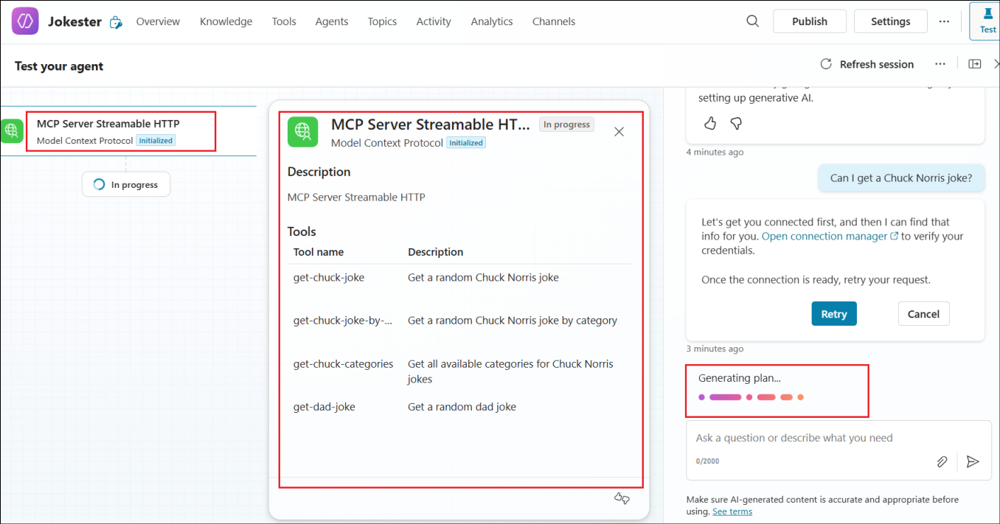 Jokester
Overview
Knowledge
Tools
Agents
Topics
Activity
Analytics
Channels
Publish
Settings
Test
Test your agent
Refresh session
MCP Server Streamable HTTP
Model Context Protocol Initialized
In progress
MCP Server Streamable HT... In progress
Model Context Protocol Initialized
Description
MCP Server Streamable HTTP
Tools
Tool name Description
get-chuck-joke Get a random Chuck Norris joke
get-chuck-joke-by-... Get a random Chuck Norris joke by category
get-chuck-categories Get all available categories for Chuck Norris
jokes
get-dad-joke Get a random dad joke
setting up generative AI.
4 minutes ago
Can I get a Chuck Norris joke?
Let's get you connected first, and then I can find that
info for you. Open connection manager to verify your
credentials.
Once the connection is ready, retry your request.
Retry
Cancel
3 minutes ago
Generating plan...
Ask a question or describe what you need
0/2000
Make sure AI-generated content is accurate and appropriate before
using. See terms